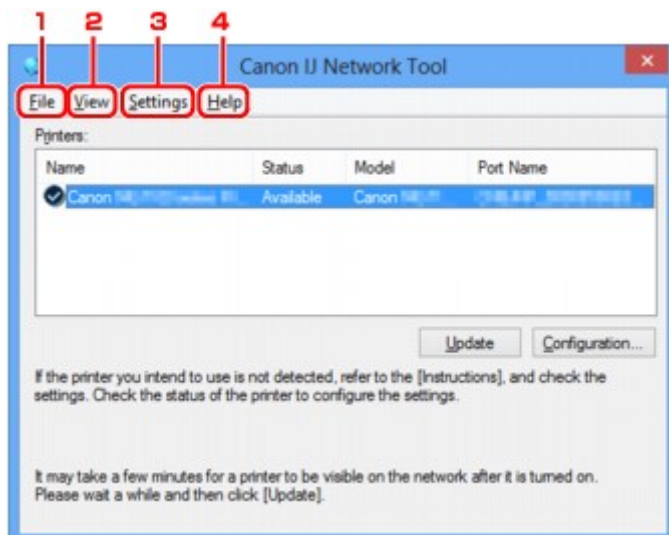 1 2 3 4
Canon IJ Network Tool
File View Settings Help
Printers:
Name Status Model Port Name
Canon Available Canon
Update Configuration...
If the printer you intend to use is not detected, refer to the [Instructions], and check the
settings. Check the status of the printer to configure the settings.
It may take a few minutes for a printer to be visible on the network after it is turned on.
Please wait a while and then click [Update].